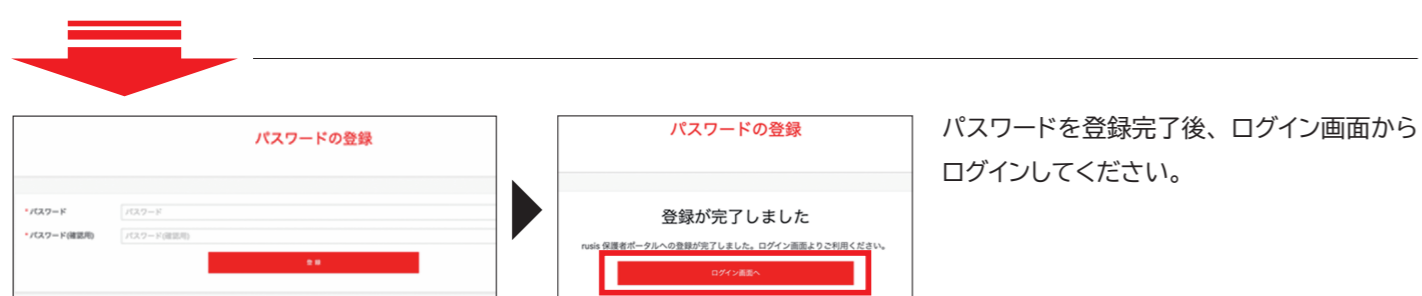 パスワードの登録
*パスワード
パスワード
*パスワード(確認用)
パスワード(確認用)
登 録
パスワードの登録
登録が完了しました
rusis 保護者ポータルへの登録が完了しました。ログイン画面よりご利用ください。
ログイン画面へ
パスワードを登録完了後、ログイン画面から
ログインしてください。